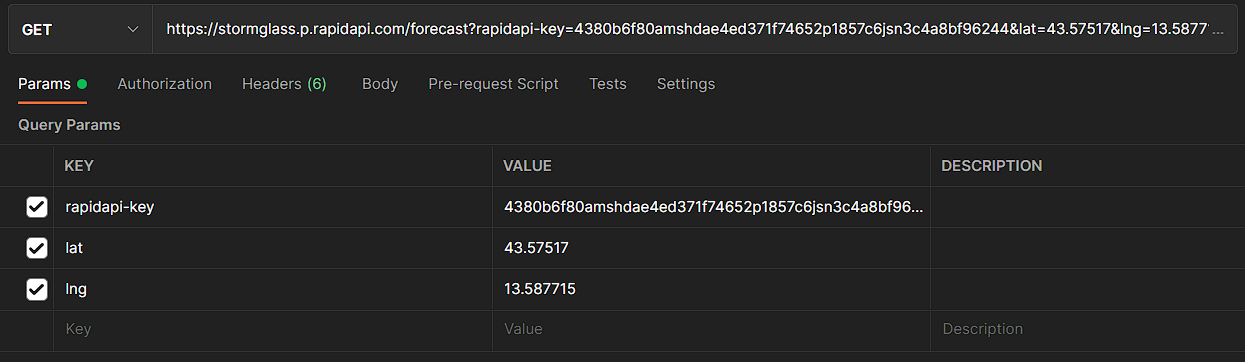 GET https://stormglass.p.rapidapi.com/forecast?rapidapi-key=4380b6f80amshdae4ed371f74652p1857c6jsn3c4a8bf96244&lat=43.57517&lng=13.5877 ...
Params Authorization Headers (6) Body Pre-request Script Tests Settings
Query Params
KEY VALUE DESCRIPTION
rapidapi-key 4380b6f80amshdae4ed371f74652p1857c6jsn3c4a8bf96...
lat 43.57517
lng 13.587715
Key Value Description